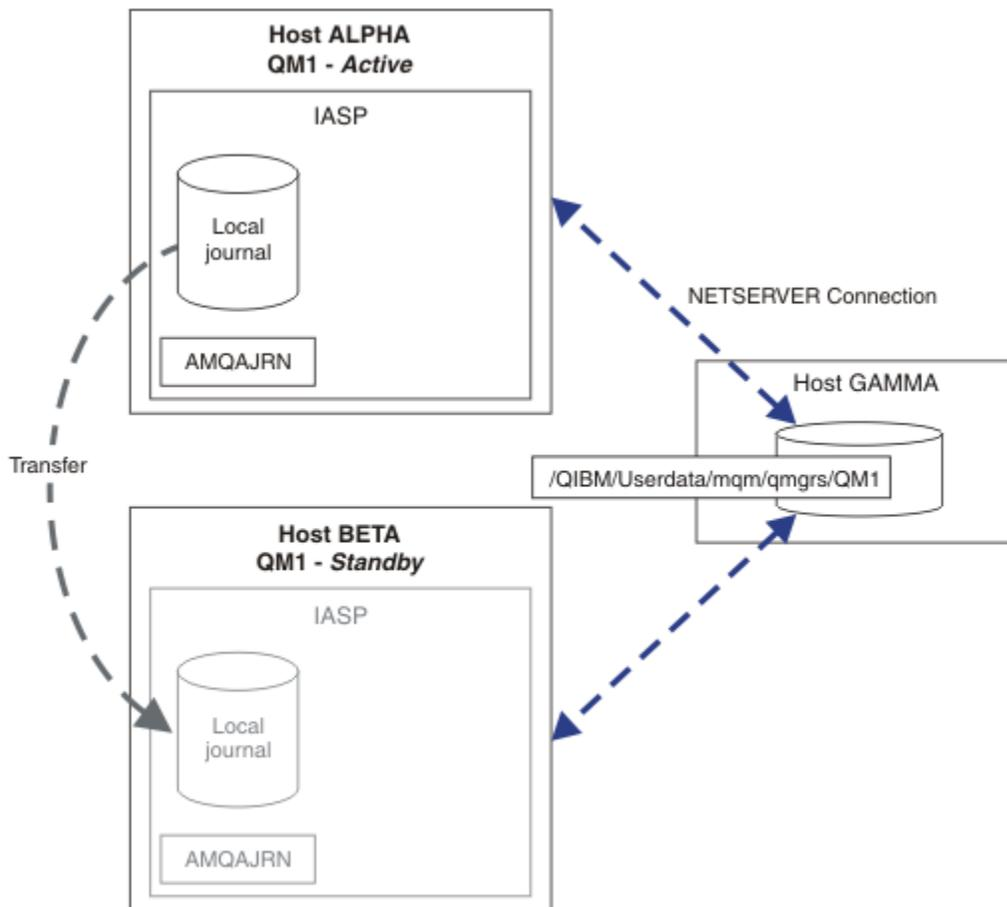 Host ALPHA
QM1 - Active
IASP
Local
journal
AMQAJRN
NETSERVER Connection
Host GAMMA
/QIBM/Userdata/mqm/qmgrs/QM1
Transfer
Host BETA
QM1 - Standby
IASP
Local
journal
AMQAJRN